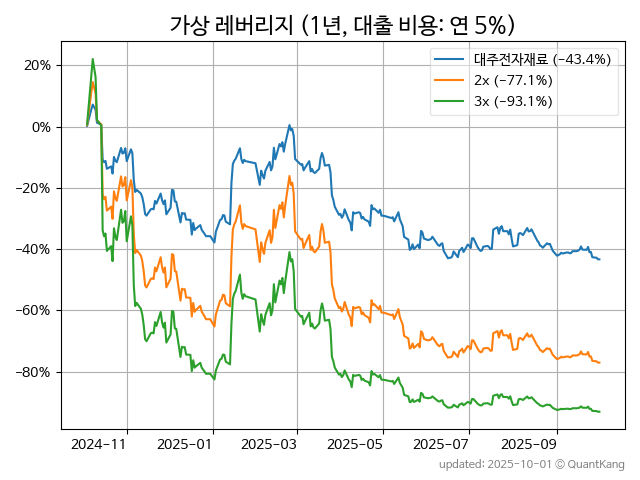 가상 레버리지 (1년, 대출 비용: 연 5%)
대주전자재료 (−43.4%)
2x (−77.1%)
3x (−93.1%)
20%
0%
−20%
−40%
−60%
−80%
2024-11 2025-01 2025-03 2025-05 2025-07 2025-09
updated: 2025-10-01 © QuantKang